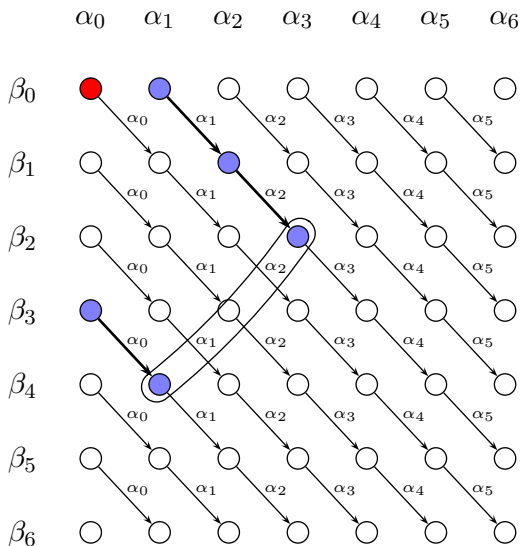 α₀ α₁ α₂ α₃ α₄ α₅ α₆
β₀
α₀ α₁ α₂ α₃ α₄ α₅
β₁
α₀ α₁ α₂ α₃ α₄ α₅
β₂
α₀ α₁ α₂ α₃ α₄ α₅
β₃
α₀ α₁ α₂ α₃ α₄ α₅
β₄
α₀ α₁ α₂ α₃ α₄ α₅
β₅
α₀ α₁ α₂ α₃ α₄ α₅
β₆